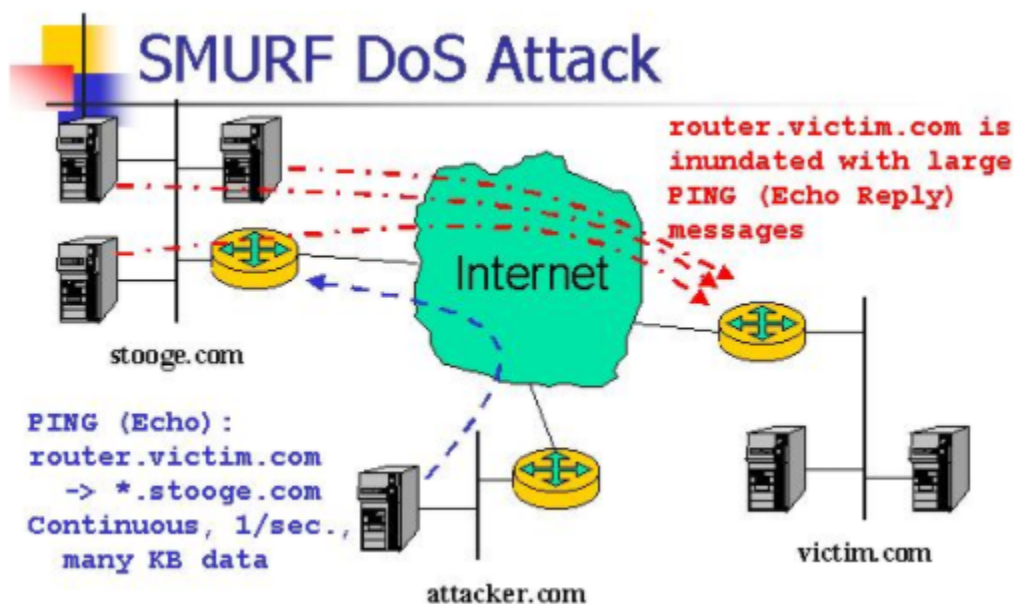 SMURF DoS Attack
router.victim.com is
inundated with large
PING (Echo Reply)
messages
Internet
stooge.com
PING (Echo):
router.victim.com
-> *.stooge.com
Continuous, 1/sec.,
many KB data
attacker.com
victim.com